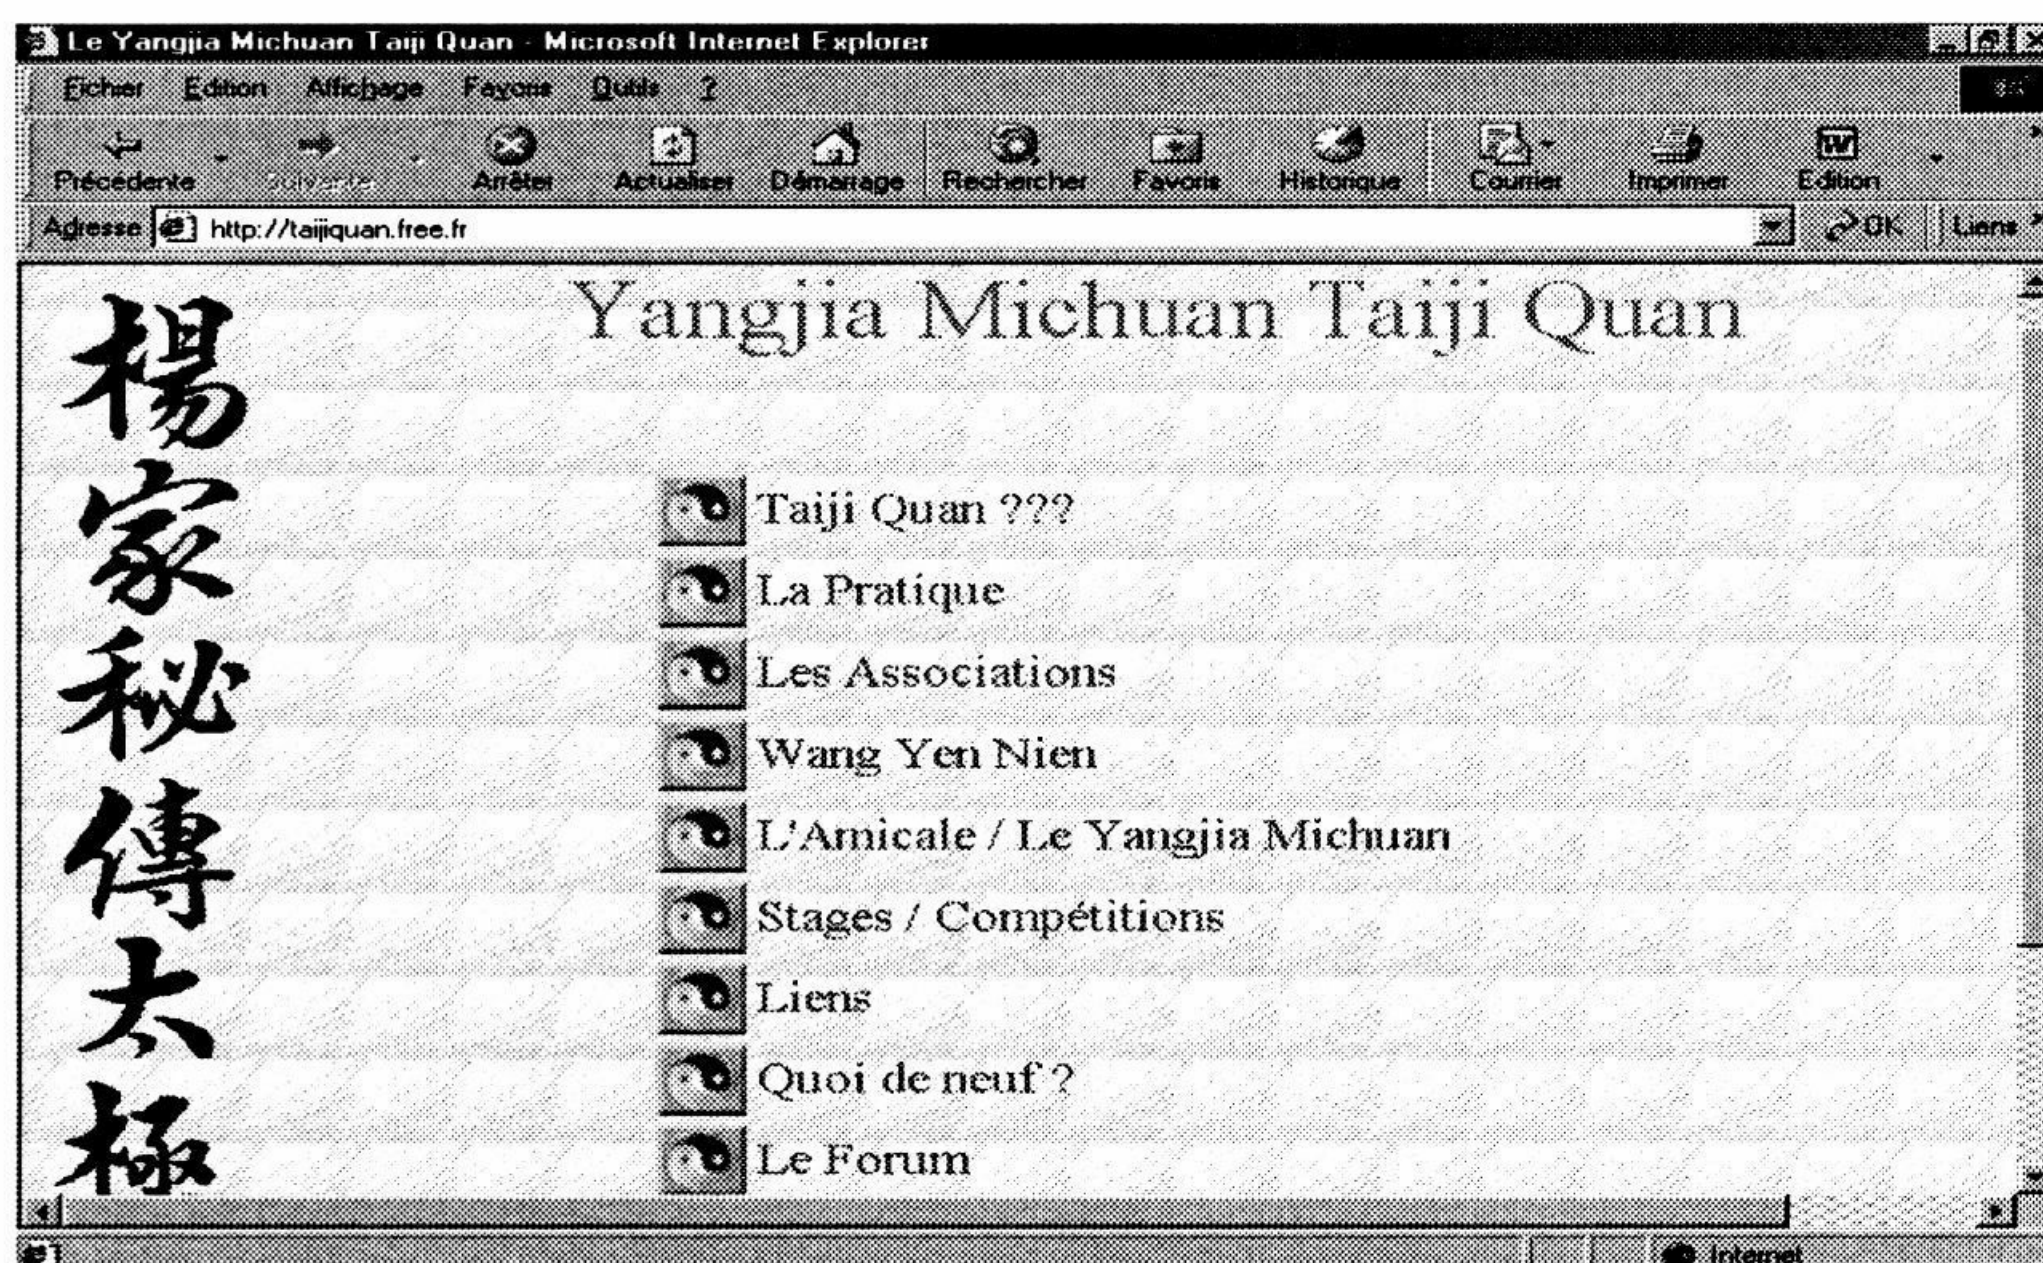 Le Yangjia Michuan Taiji Quan - Microsoft Internet Explorer
Fichier Edition Affichage Favoris Outils ?
Précédente Suivante Arrêter Actualiser Démarrage Rechercher Favoris Historique Courrier Imprimer Edition
Adresse http://taijiquan.free.fr OK Liens
楊家秘傳太極
Yangjia Michuan Taiji Quan
Taiji Quan ???
La Pratique
Les Associations
Wang Yen Nien
L'Amicale / Le Yangjia Michuan
Stages / Compétitions
Liens
Quoi de neuf ?
Le Forum
Internet